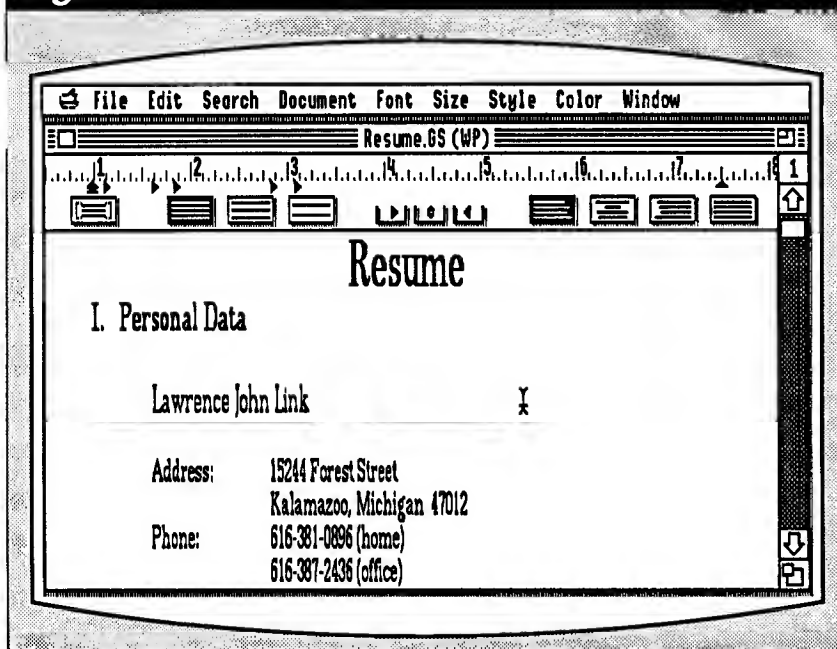 File Edit Search Document Font Size Style Color Window
Resume.GS (WP)
1 2 3 4 5 6 7 8 1
Resume
I. Personal Data
Lawrence John Link
Address: 15244 Forest Street
Kalamazoo, Michigan 47012
Phone: 616-381-0896 (home)
616-387-2436 (office)